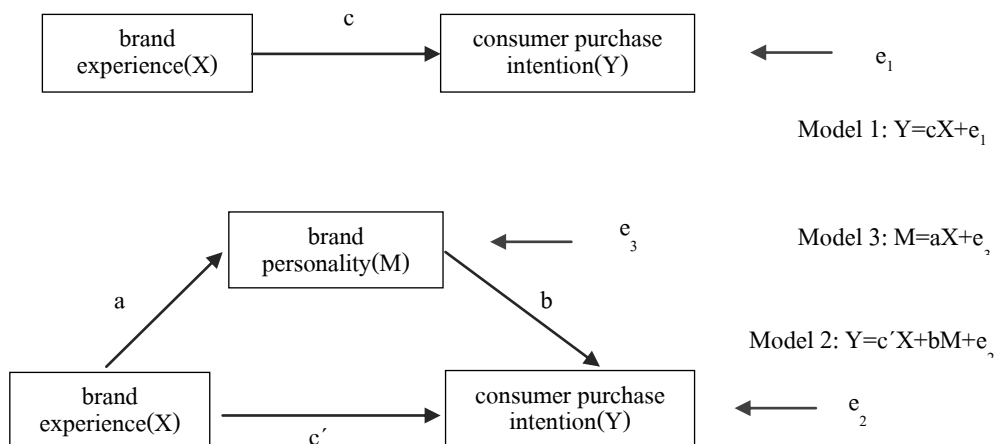 c
brand
experience(X)
consumer purchase
intention(Y)
e₁
Model 1: Y=cX+e₁
brand
personality(M)
e₃
Model 3: M=aX+e₃
a
b
Model 2: Y=c´X+bM+e₂
brand
experience(X)
c´
consumer purchase
intention(Y)
e₂